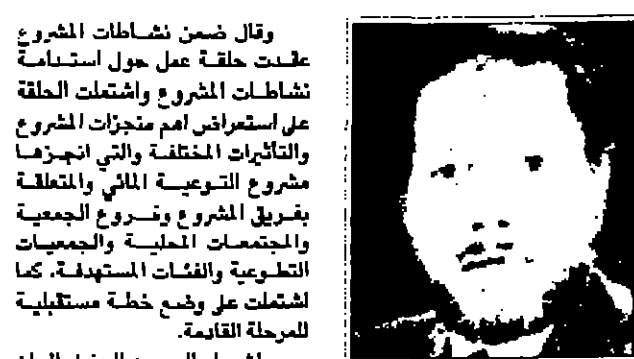 وقال ضمن نشاطات المشروع
عقدت حلقة عمل حول استدامة
نشاطات المشروع واشتملت الحلقة
على استعراض اهم منجزات المشروع
والتأثيرات المختلفة والتي انجزها
مشروع التوعية المائي والمتعلقة
بفريق المشروع وفروع الجمعية
والمجتمعات المحلية والجمعيات
التطوعية والفئات المستهدفة، كما
اشتملت على وضع خطة مستقبلية
للمرحلة القادمة.